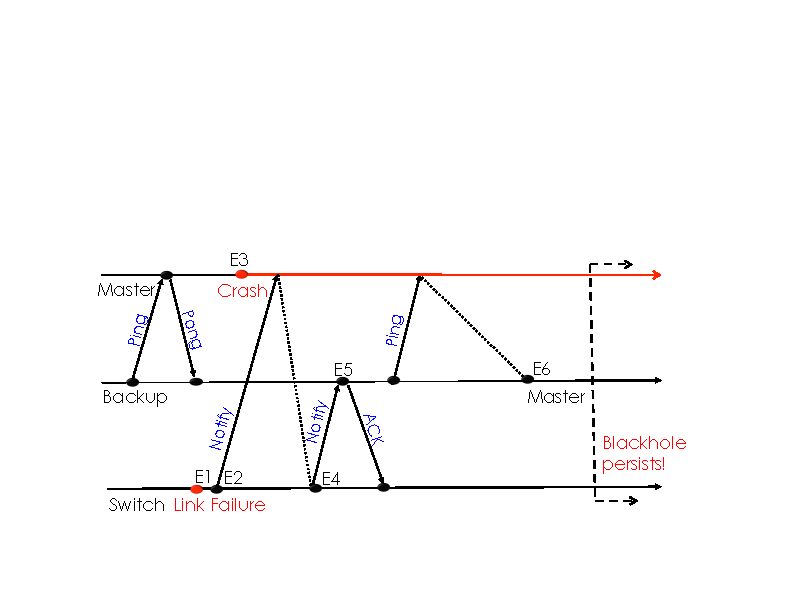 E3
Master
Crash
Ping
Pong
Ping
E5
E6
Backup
Master
Notify
Notify
ACK
Blackhole
persists!
E1
E2
E4
Switch
Link Failure